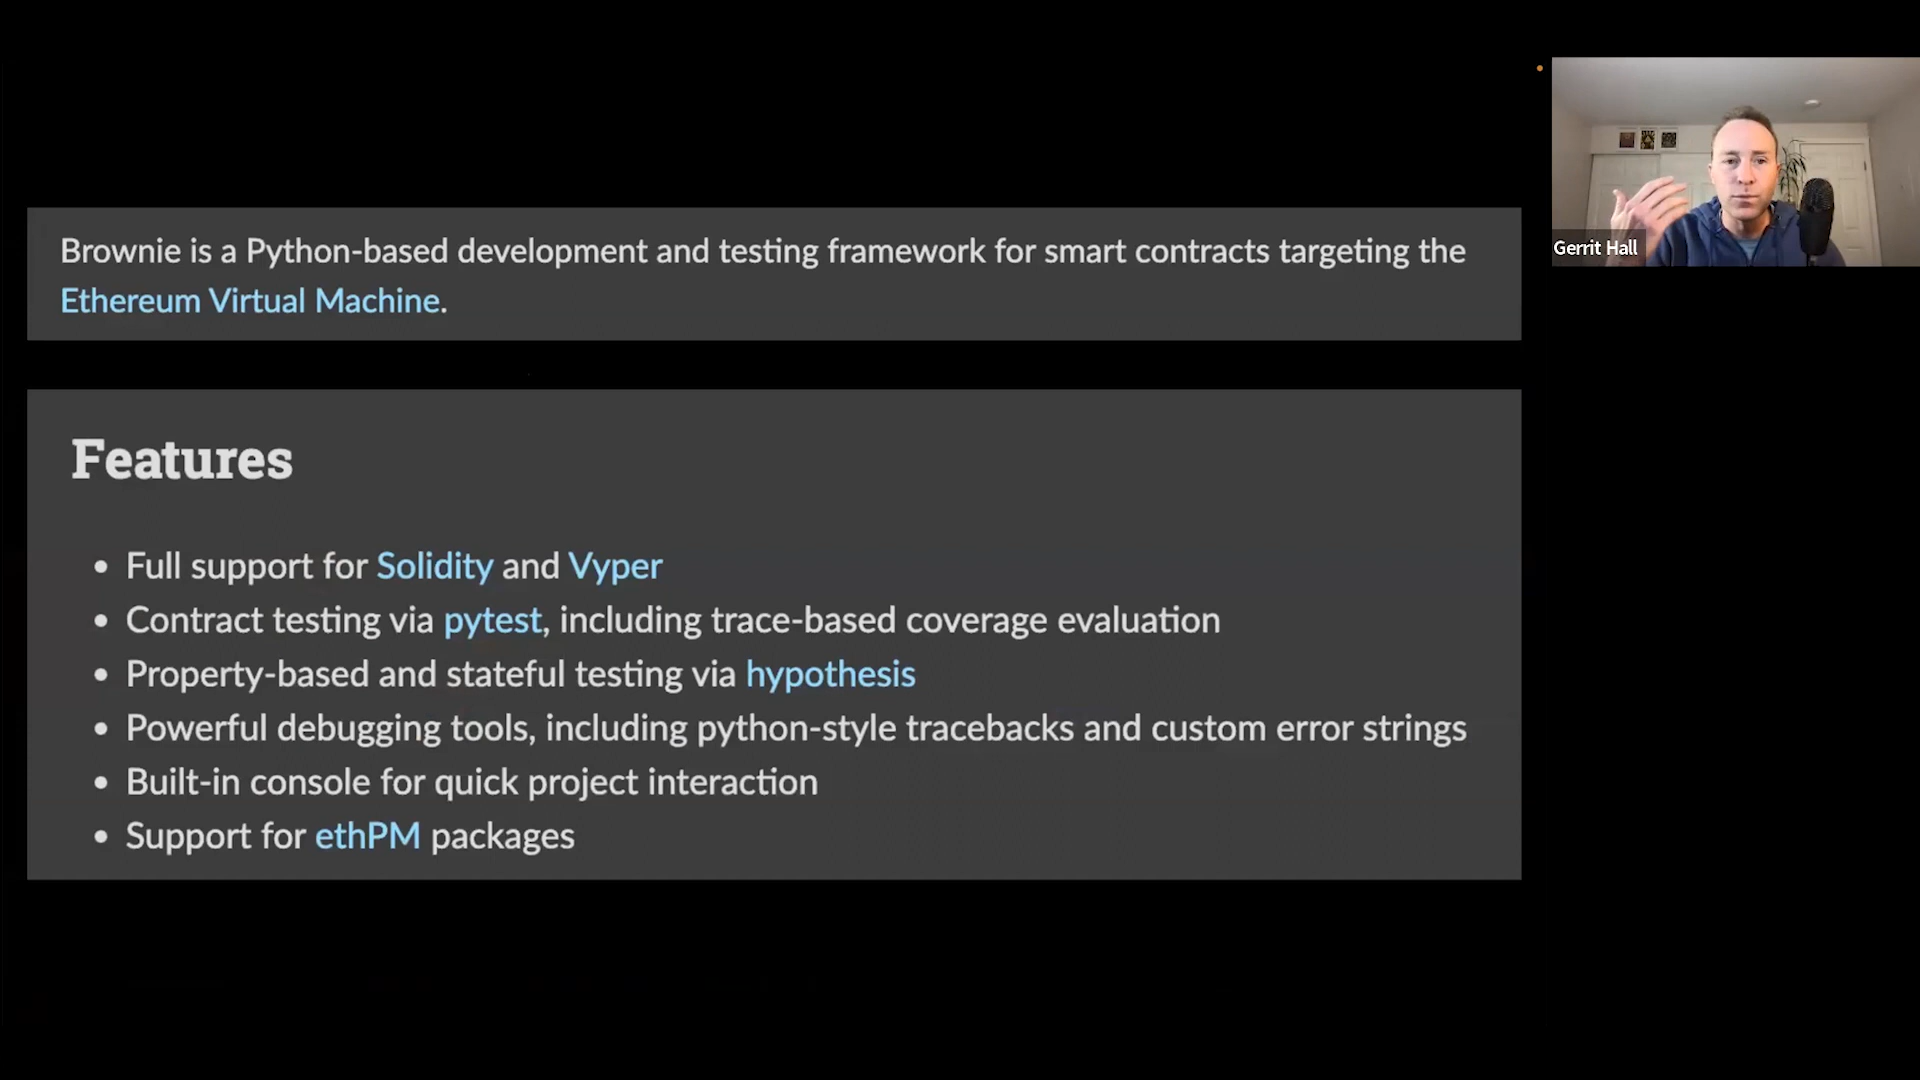 Brownie is a Python-based development and testing framework for smart contracts targeting the
Ethereum Virtual Machine.
Gerrit Hall
Features
• Full support for Solidity and Vyper
• Contract testing via pytest, including trace-based coverage evaluation
• Property-based and stateful testing via hypothesis
• Powerful debugging tools, including python-style tracebacks and custom error strings
• Built-in console for quick project interaction
• Support for ethPM packages